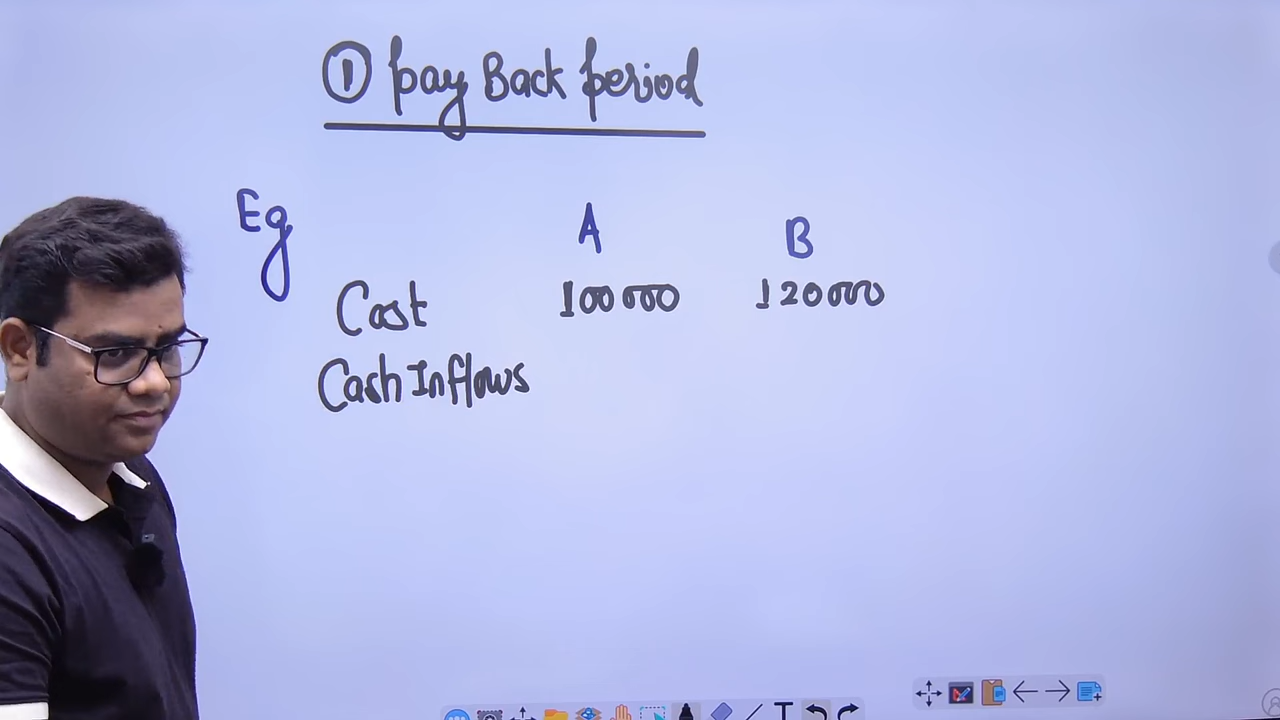 ① Pay Back period
Eg A B
Cost 100000 120000
Cash Inflows
T